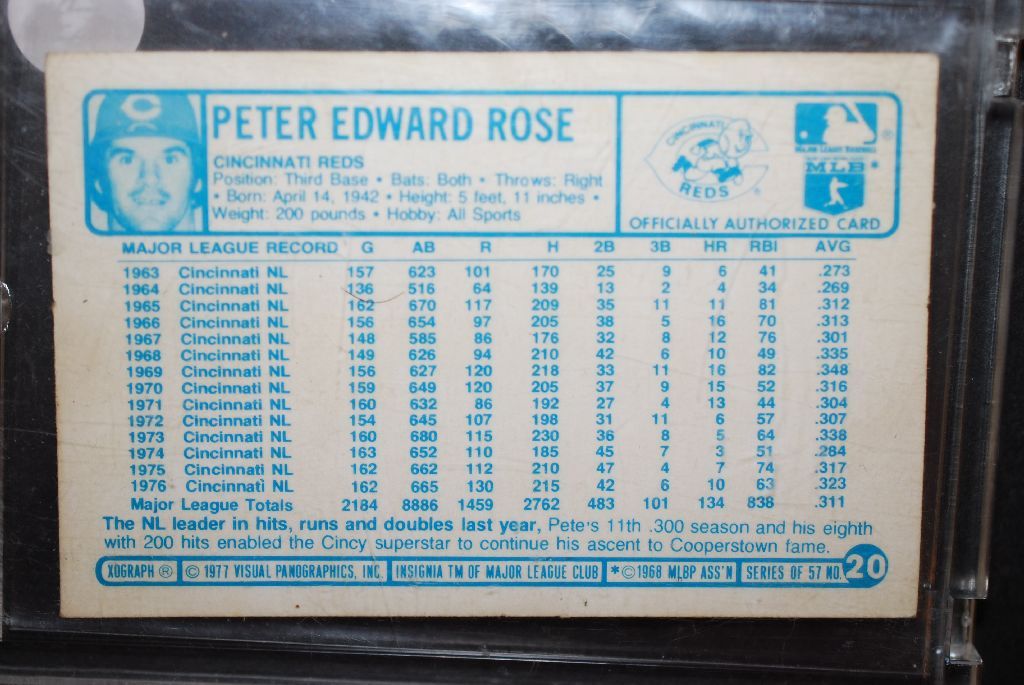 PETER EDWARD ROSE
CINCINNATI REDS
Position: Third Base • Bats: Both • Throws: Right
• Born: April 14, 1942 • Height: 5 feet, 11 inches •
Weight: 200 pounds • Hobby: All Sports
C
CINCINNATI
REDS
®
MAJOR LEAGUE BASEBALL
®
MLB *
OFFICIALLY AUTHORIZED CARD
MAJOR LEAGUE RECORD G AB R H 2B 3B HR RBI AVG
1963 Cincinnati NL 157 623 101 170 25 9 6 41 .273
1964 Cincinnati NL 136 516 64 139 13 2 4 34 .269
1965 Cincinnati NL 162 670 117 209 35 11 11 81 .312
1966 Cincinnati NL 156 654 97 205 38 5 16 70 .313
1967 Cincinnati NL 148 585 86 176 32 8 12 76 .301
1968 Cincinnati NL 149 626 94 210 42 6 10 49 .335
1969 Cincinnati NL 156 627 120 218 33 11 16 82 .348
1970 Cincinnati NL 159 649 120 205 37 9 15 52 .316
1971 Cincinnati NL 160 632 86 192 27 4 13 44 .304
1972 Cincinnati NL 154 645 107 198 31 11 6 57 .307
1973 Cincinnati NL 160 680 115 230 36 8 5 64 .338
1974 Cincinnati NL 163 652 110 185 45 7 3 51 .284
1975 Cincinnati NL 162 662 112 210 47 4 7 74 .317
1976 Cincinnati NL 162 665 130 215 42 6 10 63 .323
Major League Totals 2184 8886 1459 2762 483 101 134 838 .311
The NL leader in hits, runs and doubles last year, Pete's 11th .300 season and his eighth
with 200 hits enabled the Cincy superstar to continue his ascent to Cooperstown fame.
XOGRAPH ® © 1977 VISUAL PANOGRAPHICS, INC. INSIGNIA TM OF MAJOR LEAGUE CLUB * © 1968 MLBP ASS'N SERIES OF 57 NO. 20